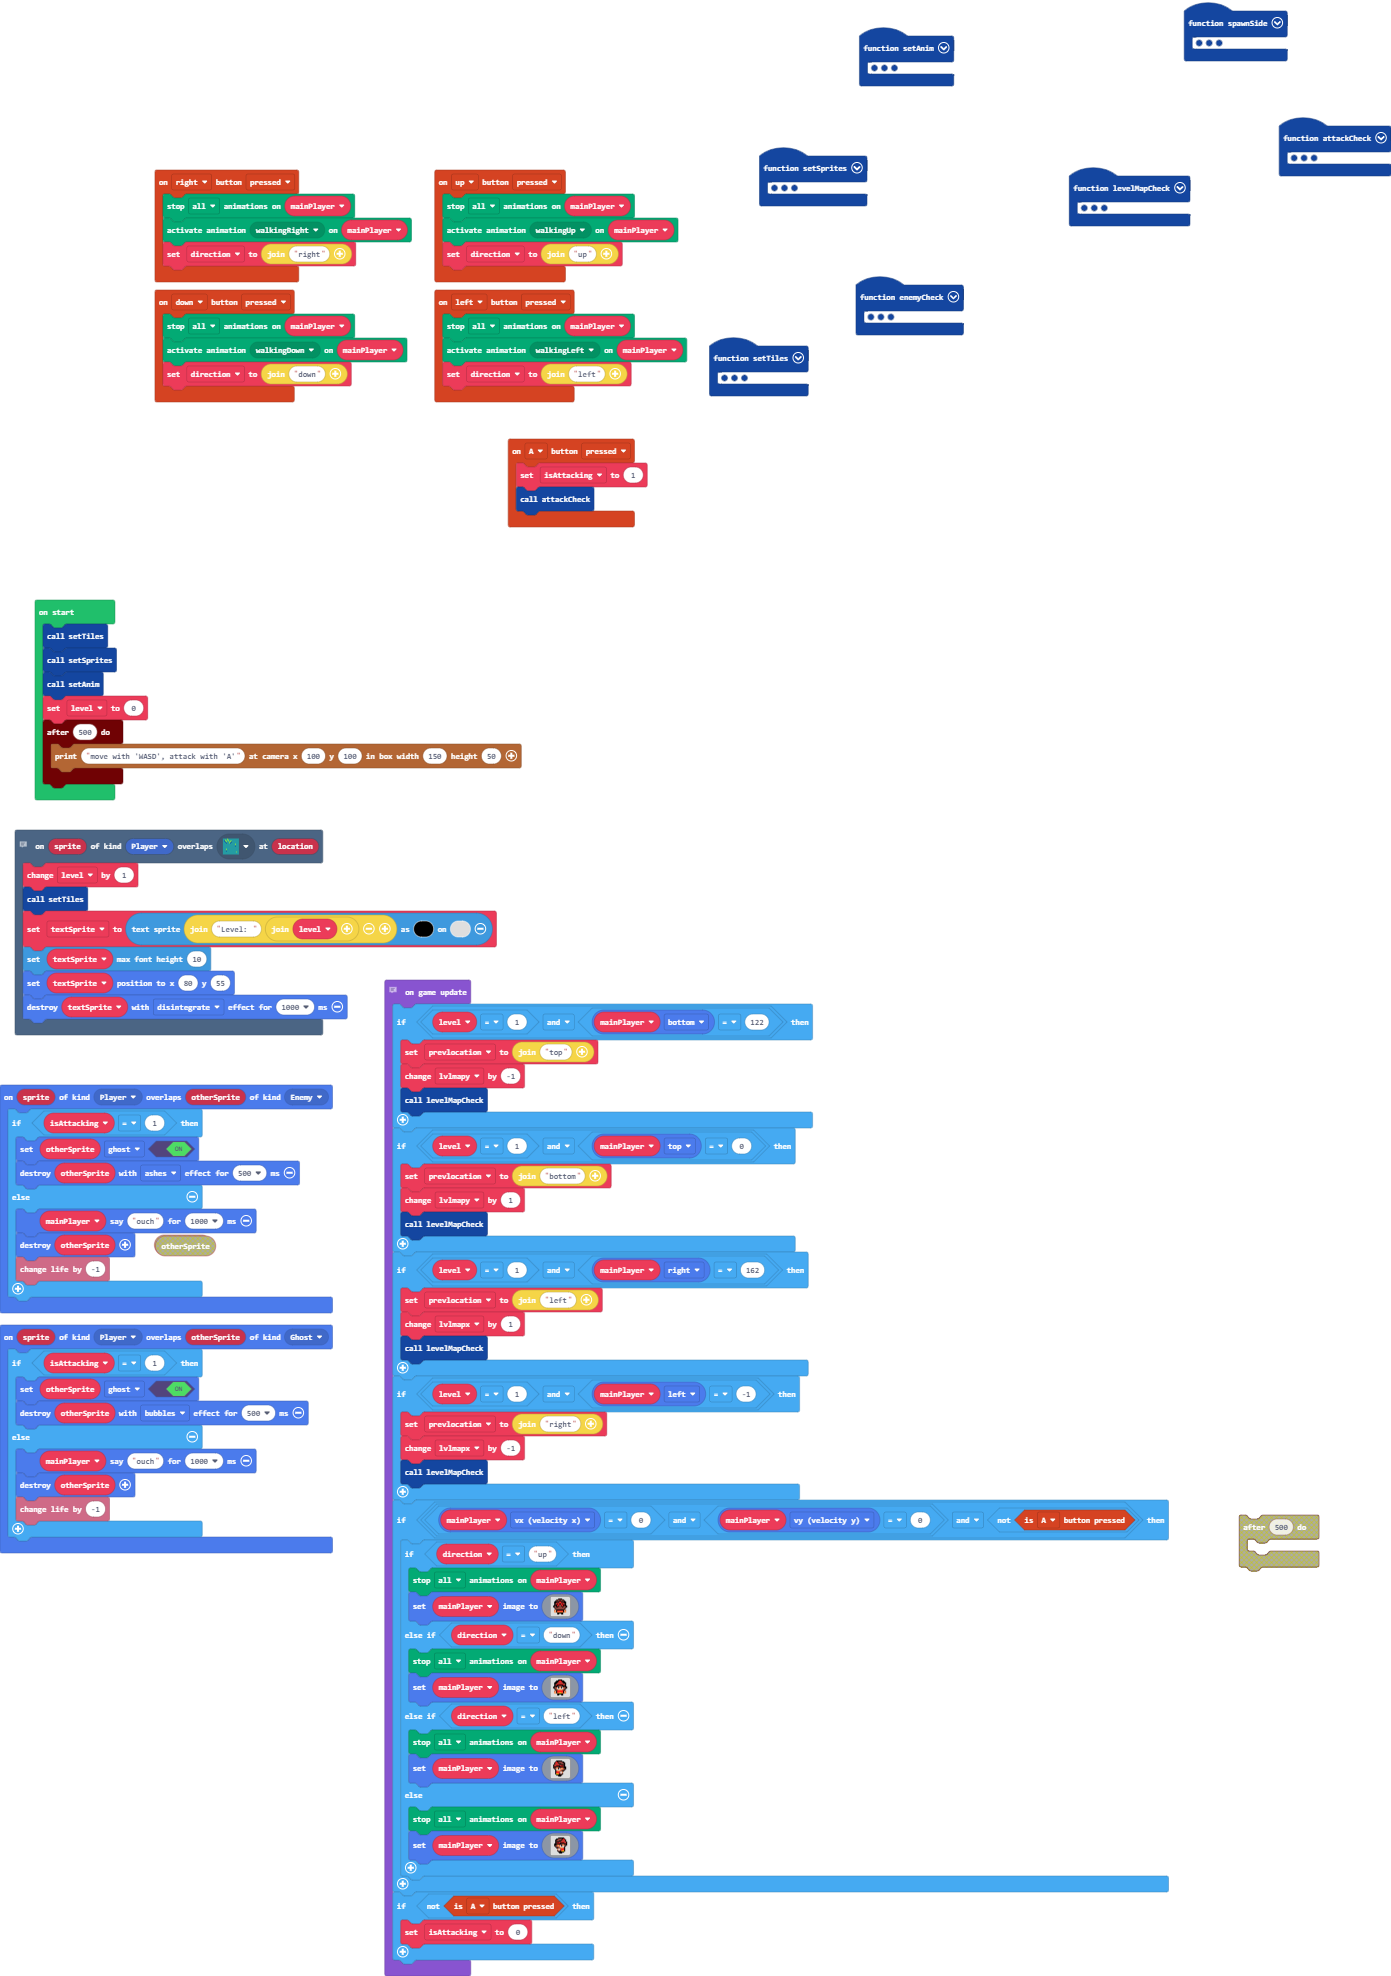 function spawnSide
function setAnim
function attackCheck
function setSprites
function levelMapCheck
function enemyCheck
function setTiles
on right button pressed
stop all animations on mainPlayer
activate animation walkingRight on mainPlayer
set direction to join "right"
on up button pressed
stop all animations on mainPlayer
activate animation walkingUp on mainPlayer
set direction to join "up"
on down button pressed
stop all animations on mainPlayer
activate animation walkingDown on mainPlayer
set direction to join "down"
on left button pressed
stop all animations on mainPlayer
activate animation walkingLeft on mainPlayer
set direction to join "left"
on A button pressed
set isAttacking to 1
call attackCheck
on start
call setTiles
call setSprites
call setAnim
set level to 0
after 500 do
print "move with 'WASD', attack with 'A'" at camera x 100 y 100 in box width 150 height 50
on sprite of kind Player overlaps at location
change level by 1
call setTiles
set textSprite to text sprite join "Level: " join level as on
set textSprite max font height 10
set textSprite position to x 80 y 55
destroy textSprite with disintegrate effect for 1000 ms
on sprite of kind Player overlaps otherSprite of kind Enemy
if isAttacking = 1 then
set otherSprite ghost ON
destroy otherSprite with ashes effect for 500 ms
else
mainPlayer say "ouch" for 1000 ms
destroy otherSprite
otherSprite
change life by -1
on sprite of kind Player overlaps otherSprite of kind Ghost
if isAttacking = 1 then
set otherSprite ghost ON
destroy otherSprite with bubbles effect for 500 ms
else
mainPlayer say "ouch" for 1000 ms
destroy otherSprite
change life by -1
on game update
if level = 1 and mainPlayer bottom = 122 then
set prevlocation to join "top"
change lvlmapy by -1
call levelMapCheck
if level = 1 and mainPlayer top = 0 then
set prevlocation to join "bottom"
change lvlmapy by 1
call levelMapCheck
if level = 1 and mainPlayer right = 162 then
set prevlocation to join "left"
change lvlmapx by 1
call levelMapCheck
if level = 1 and mainPlayer left = -1 then
set prevlocation to join "right"
change lvlmapx by -1
call levelMapCheck
if mainPlayer vx (velocity x) = 0 and mainPlayer vy (velocity y) = 0 and not is A button pressed then
if direction = "up" then
stop all animations on mainPlayer
set mainPlayer image to
else if direction = "down" then
stop all animations on mainPlayer
set mainPlayer image to
else if direction = "left" then
stop all animations on mainPlayer
set mainPlayer image to
else
stop all animations on mainPlayer
set mainPlayer image to
if not is A button pressed then
set isAttacking to 0
after 500 do